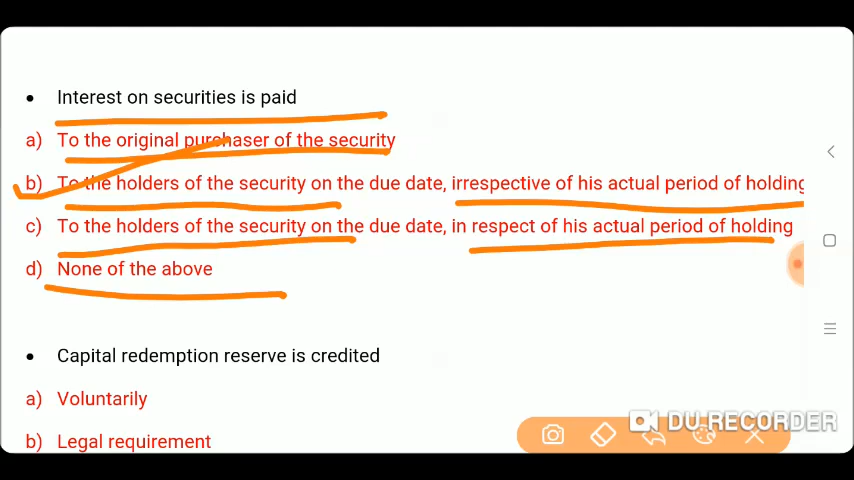 • Interest on securities is paid
a) To the original purchaser of the security
b) To the holders of the security on the due date, irrespective of his actual period of holding
c) To the holders of the security on the due date, in respect of his actual period of holding
d) None of the above
• Capital redemption reserve is credited
a) Voluntarily
b) Legal requirement
DU RECORDER